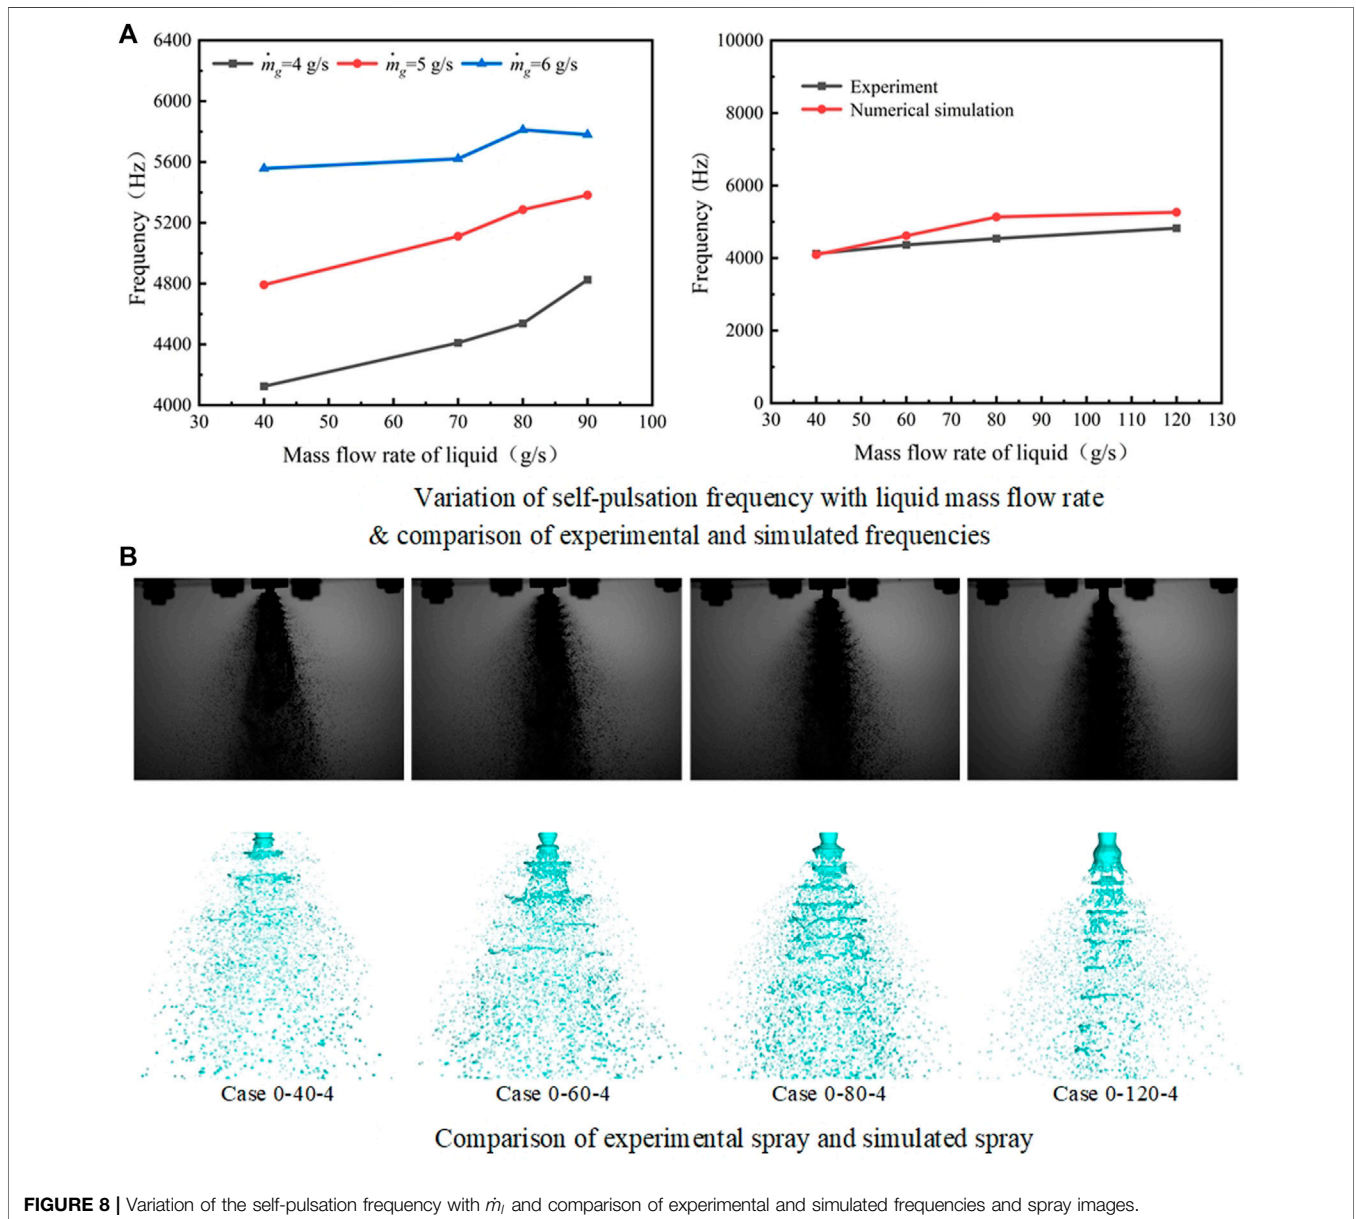 A
6400
6000
5600
5200
4800
4400
4000
30 40 50 60 70 80 90 100
Frequency（Hz）
Mass flow rate of liquid（g/s）
ṁg=4 g/s ṁg=5 g/s ṁg=6 g/s
10000
8000
6000
4000
2000
0
30 40 50 60 70 80 90 100 110 120 130
Frequency (Hz)
Mass flow rate of liquid（g/s）
Experiment
Numerical simulation
Variation of self-pulsation frequency with liquid mass flow rate
& comparison of experimental and simulated frequencies
B
Case 0-40-4 Case 0-60-4 Case 0-80-4 Case 0-120-4
Comparison of experimental spray and simulated spray
FIGURE 8 | Variation of the self-pulsation frequency with ṁl and comparison of experimental and simulated frequencies and spray images.